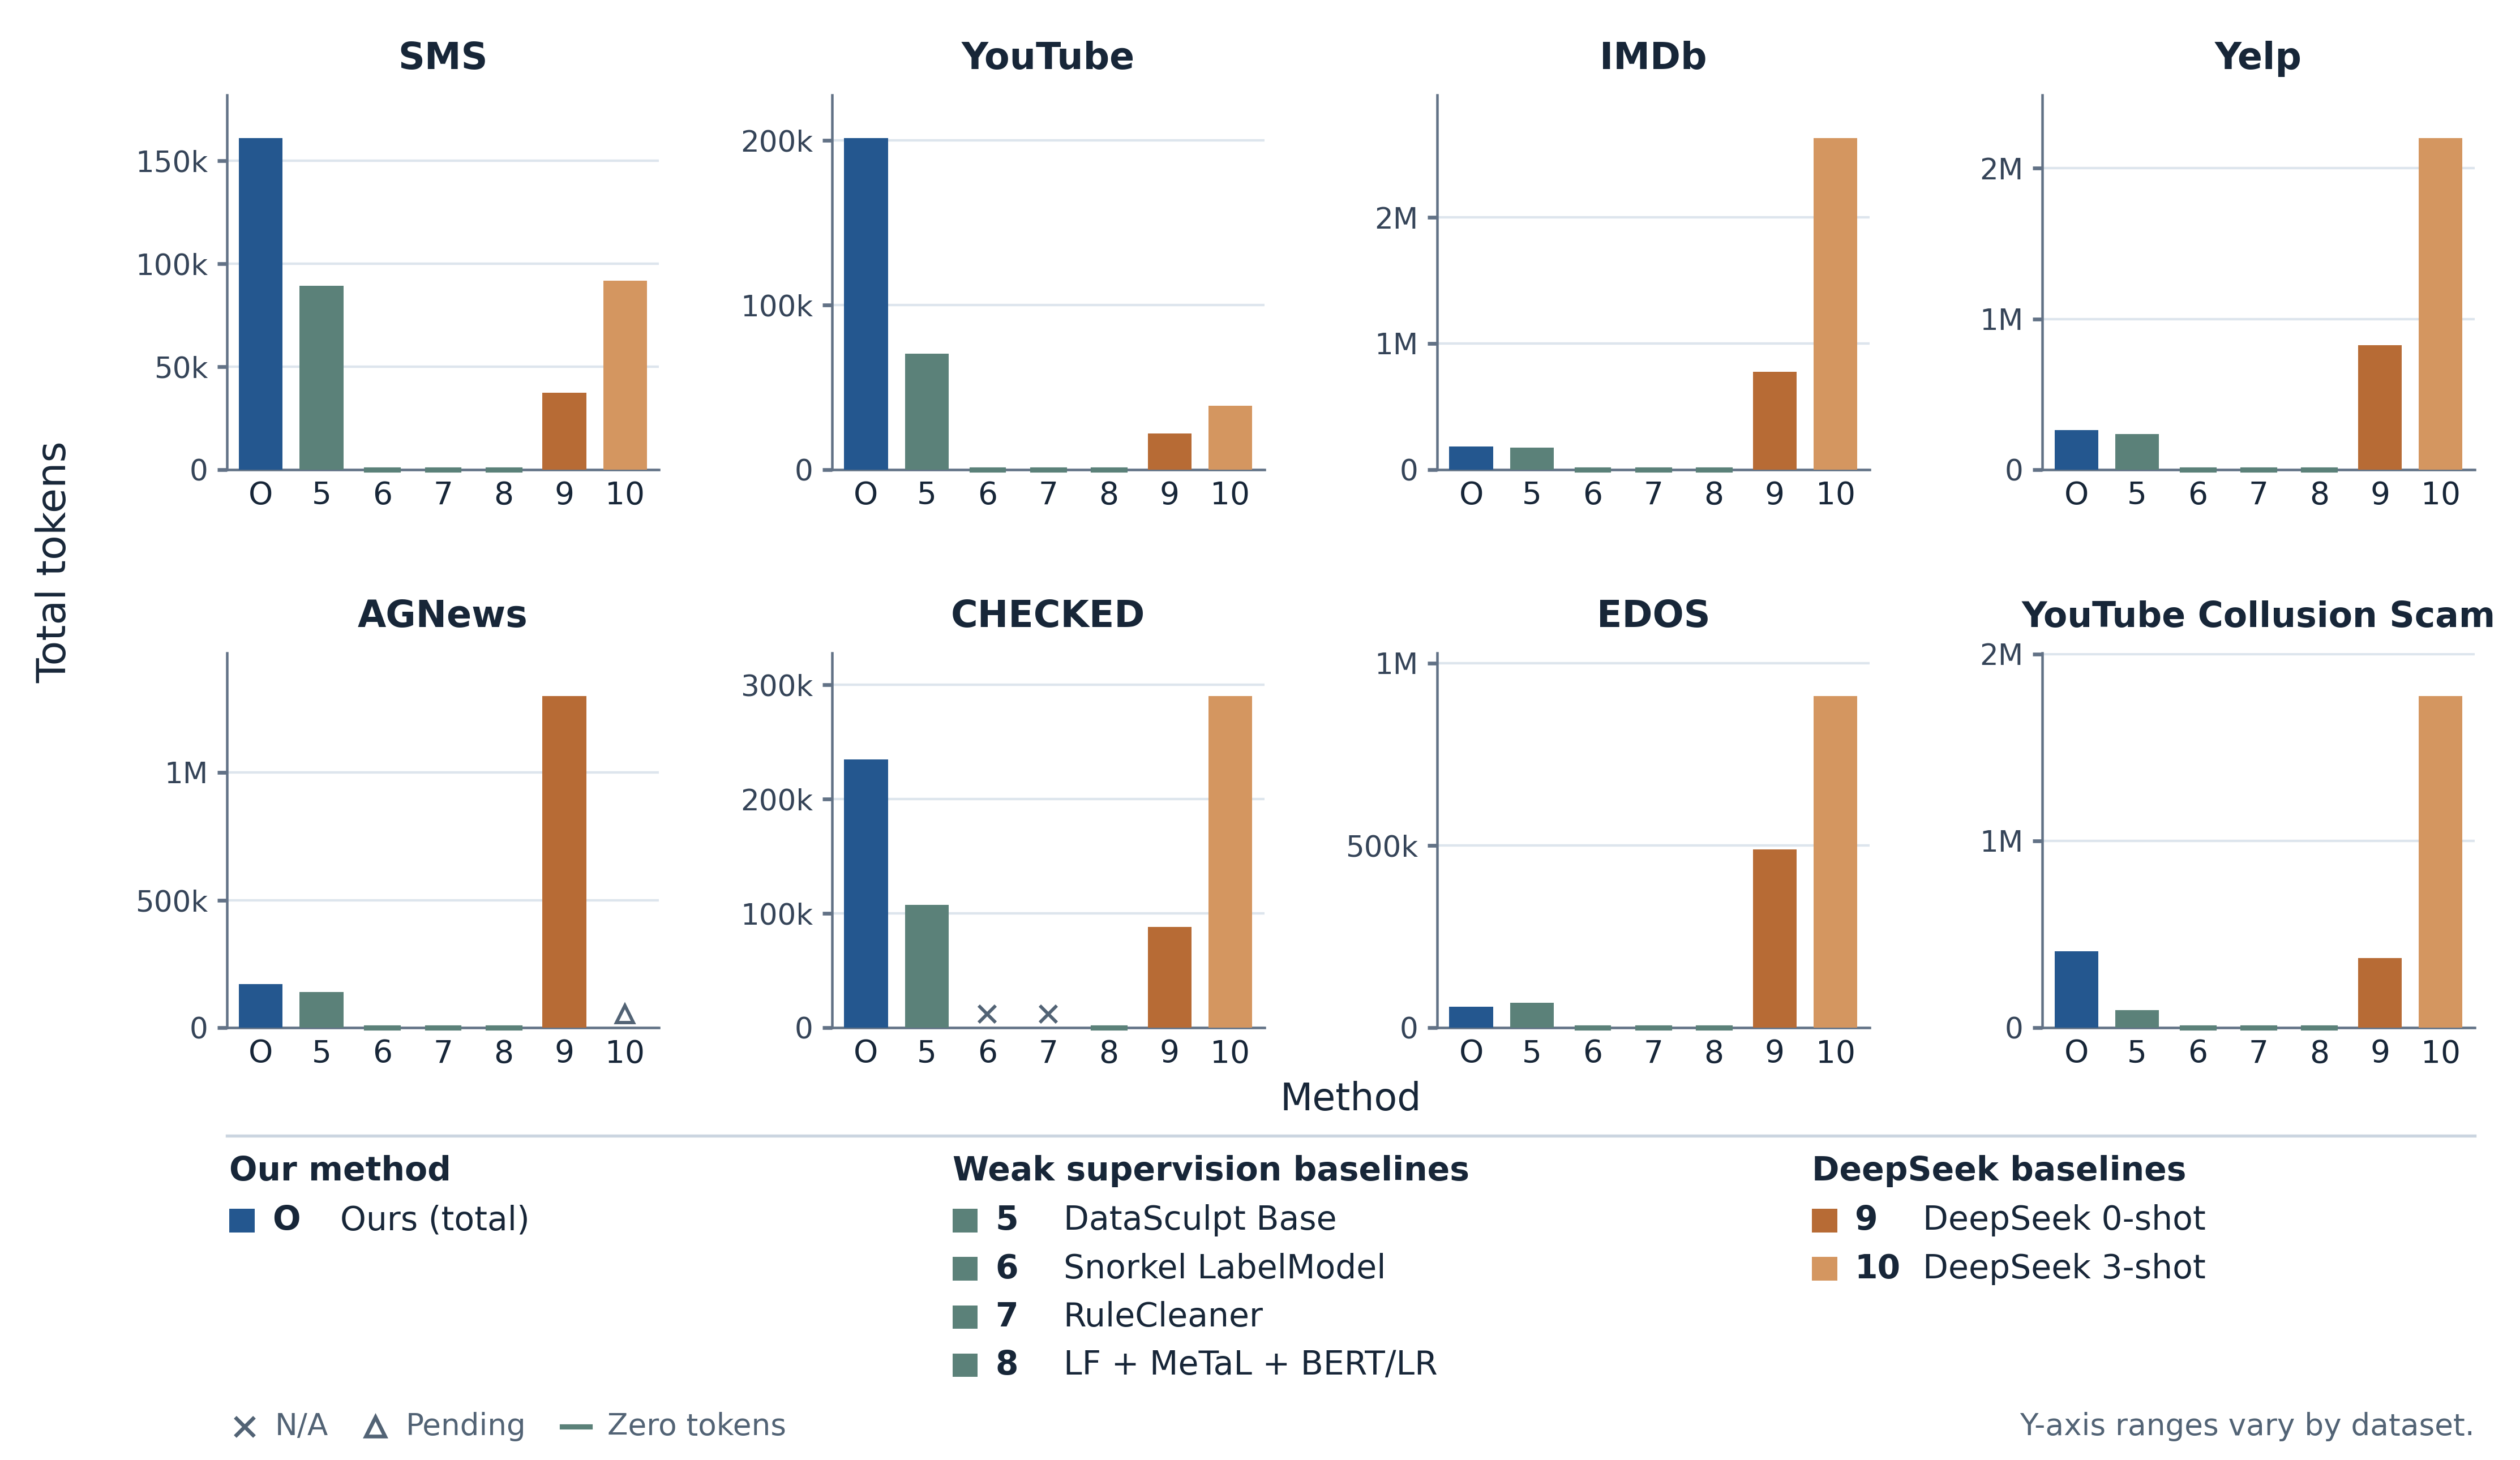 SMS
150k
100k
50k
0
O 5 6 7 8 9 10
YouTube
200k
100k
0
O 5 6 7 8 9 10
IMDb
2M
1M
0
O 5 6 7 8 9 10
Yelp
2M
1M
0
O 5 6 7 8 9 10
Total tokens
AGNews
1M
500k
0
O 5 6 7 8 9 10
CHECKED
300k
200k
100k
0
O 5 6 7 8 9 10
EDOS
1M
500k
0
O 5 6 7 8 9 10
YouTube Collusion Scam
2M
1M
0
O 5 6 7 8 9 10
Method
Our method
O Ours (total)
Weak supervision baselines
5 DataSculpt Base
6 Snorkel LabelModel
7 RuleCleaner
8 LF + MeTaL + BERT/LR
DeepSeek baselines
9 DeepSeek 0-shot
10 DeepSeek 3-shot
N/A Pending Zero tokens
Y-axis ranges vary by dataset.